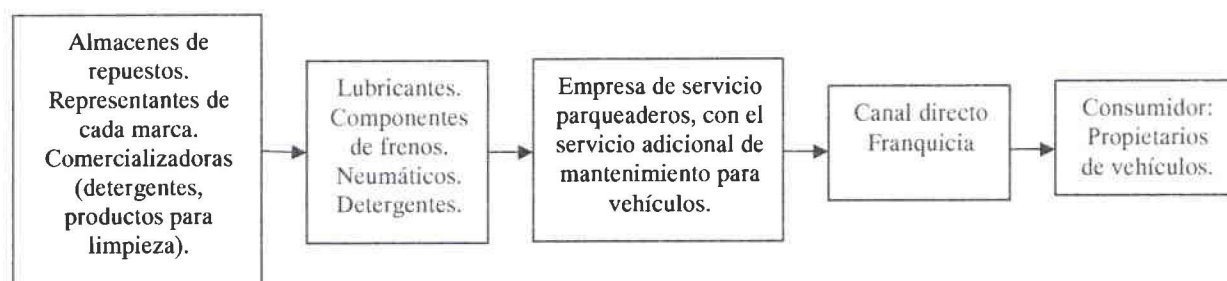 Almacenes de
repuestos.
Representantes de
cada marca.
Comercializadoras
(detergentes,
productos para
limpieza).
Lubricantes.
Componentes
de frenos.
Neumáticos.
Detergentes.
Empresa de servicio
parqueaderos, con el
servicio adicional de
mantenimiento para
vehículos.
Canal directo
Franquicia
Consumidor:
Propietarios
de vehículos.